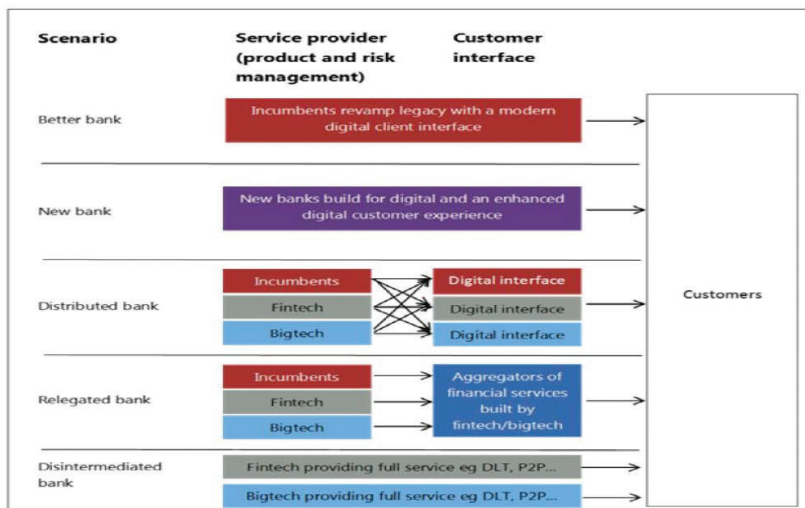 Scenario
Service provider
(product and risk
management)
Customer
interface
Better bank
Incumbents revamp legacy with a modern
digital client interface
New bank
New banks build for digital and an enhanced
digital customer experience
Distributed bank
Incumbents
Fintech
Bigtech
Digital interface
Digital interface
Digital interface
Customers
Relegated bank
Incumbents
Fintech
Bigtech
Aggregators of
financial services
built by
fintech/bigtech
Disintermediated
bank
Fintech providing full service eg DLT, P2P...
Bigtech providing full service eg DLT, P2P...